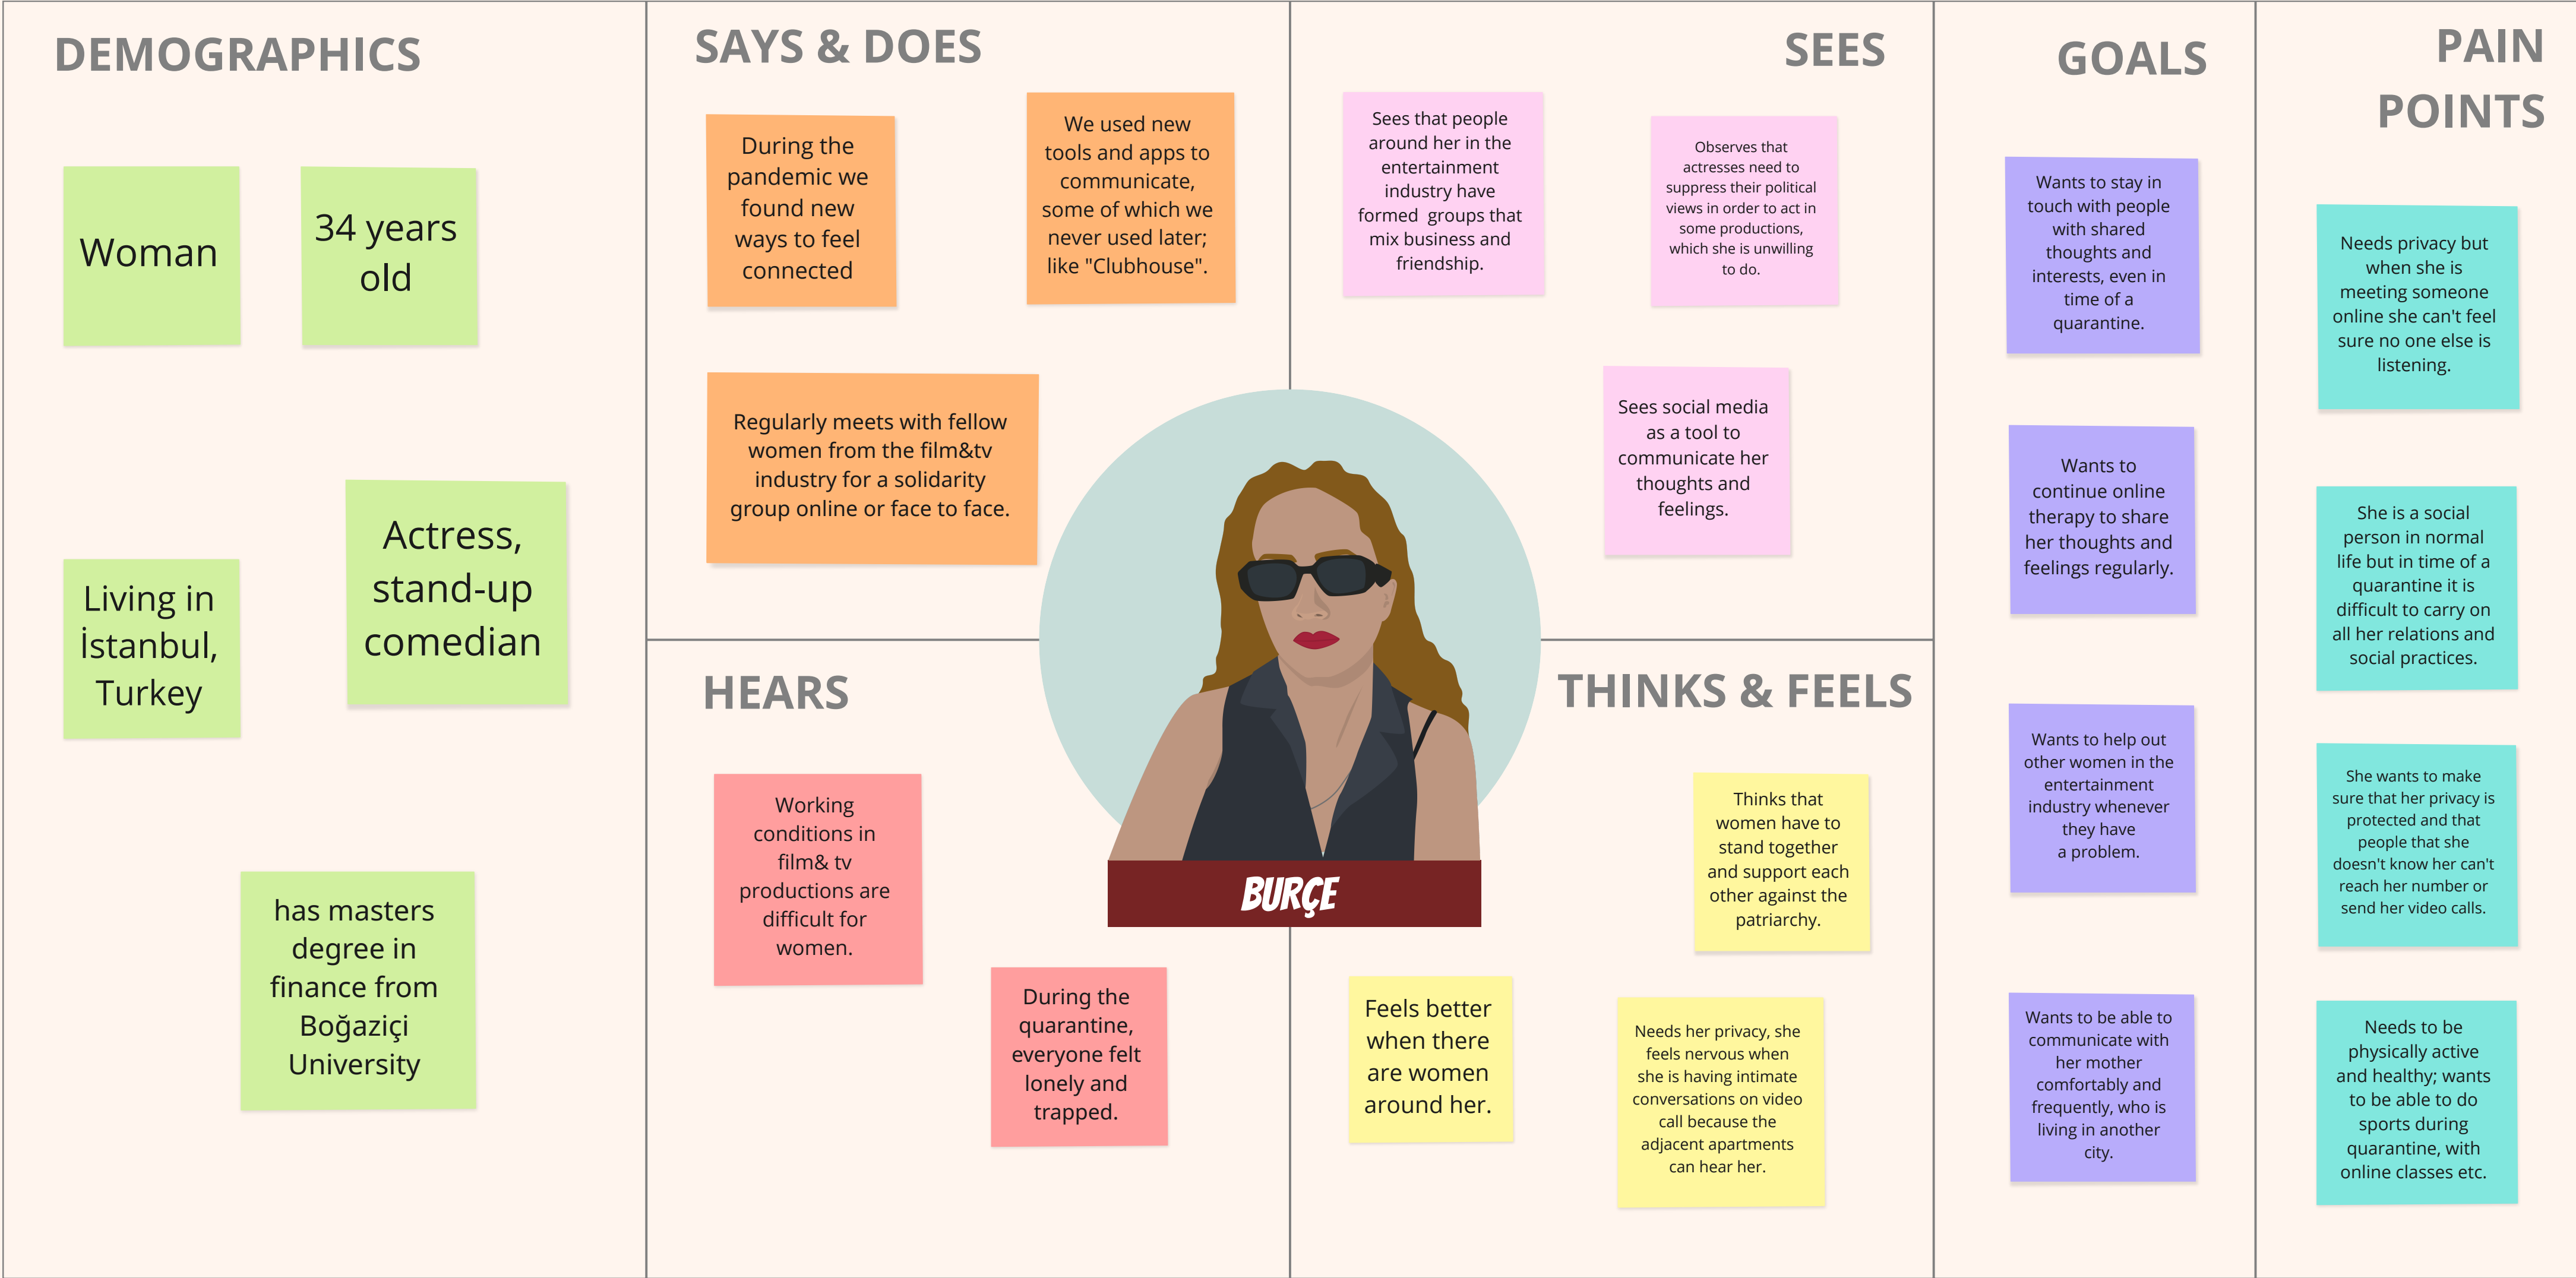 DEMOGRAPHICS
Woman
34 years
old
Living in
İstanbul,
Turkey
Actress,
stand-up
comedian
has masters
degree in
finance from
Boğaziçi
University
SAYS & DOES
During the
pandemic we
found new
ways to feel
connected
We used new
tools and apps to
communicate,
some of which we
never used later;
like "Clubhouse".
Regularly meets with fellow
women from the film&tv
industry for a solidarity
group online or face to face.
SEES
Sees that people
around her in the
entertainment
industry have
formed groups that
mix business and
friendship.
Observes that
actresses need to
suppress their political
views in order to act in
some productions,
which she is unwilling
to do.
Sees social media
as a tool to
communicate her
thoughts and
feelings.
BURÇE
HEARS
Working
conditions in
film& tv
productions are
difficult for
women.
During the
quarantine,
everyone felt
lonely and
trapped.
THINKS & FEELS
Thinks that
women have to
stand together
and support each
other against the
patriarchy.
Feels better
when there
are women
around her.
Needs her privacy, she
feels nervous when
she is having intimate
conversations on video
call because the
adjacent apartments
can hear her.
GOALS
Wants to stay in
touch with people
with shared
thoughts and
interests, even in
time of a
quarantine.
Wants to
continue online
therapy to share
her thoughts and
feelings regularly.
Wants to help out
other women in the
entertainment
industry whenever
they have
a problem.
Wants to be able to
communicate with
her mother
comfortably and
frequently, who is
living in another
city.
PAIN
POINTS
Needs privacy but
when she is
meeting someone
online she can't feel
sure no one else is
listening.
She is a social
person in normal
life but in time of a
quarantine it is
difficult to carry on
all her relations and
social practices.
She wants to make
sure that her privacy is
protected and that
people that she
doesn't know her can't
reach her number or
send her video calls.
Needs to be
physically active
and healthy; wants
to be able to do
sports during
quarantine, with
online classes etc.